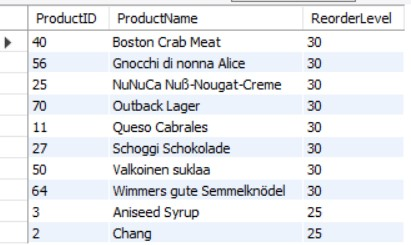 ProductID ProductName ReorderLevel
40 Boston Crab Meat 30
56 Gnocchi di nonna Alice 30
25 NuNuCa Nuß-Nougat-Creme 30
70 Outback Lager 30
11 Queso Cabrales 30
27 Schoggi Schokolade 30
50 Valkoinen suklaa 30
64 Wimmers gute Semmelknödel 30
3 Aniseed Syrup 25
2 Chang 25